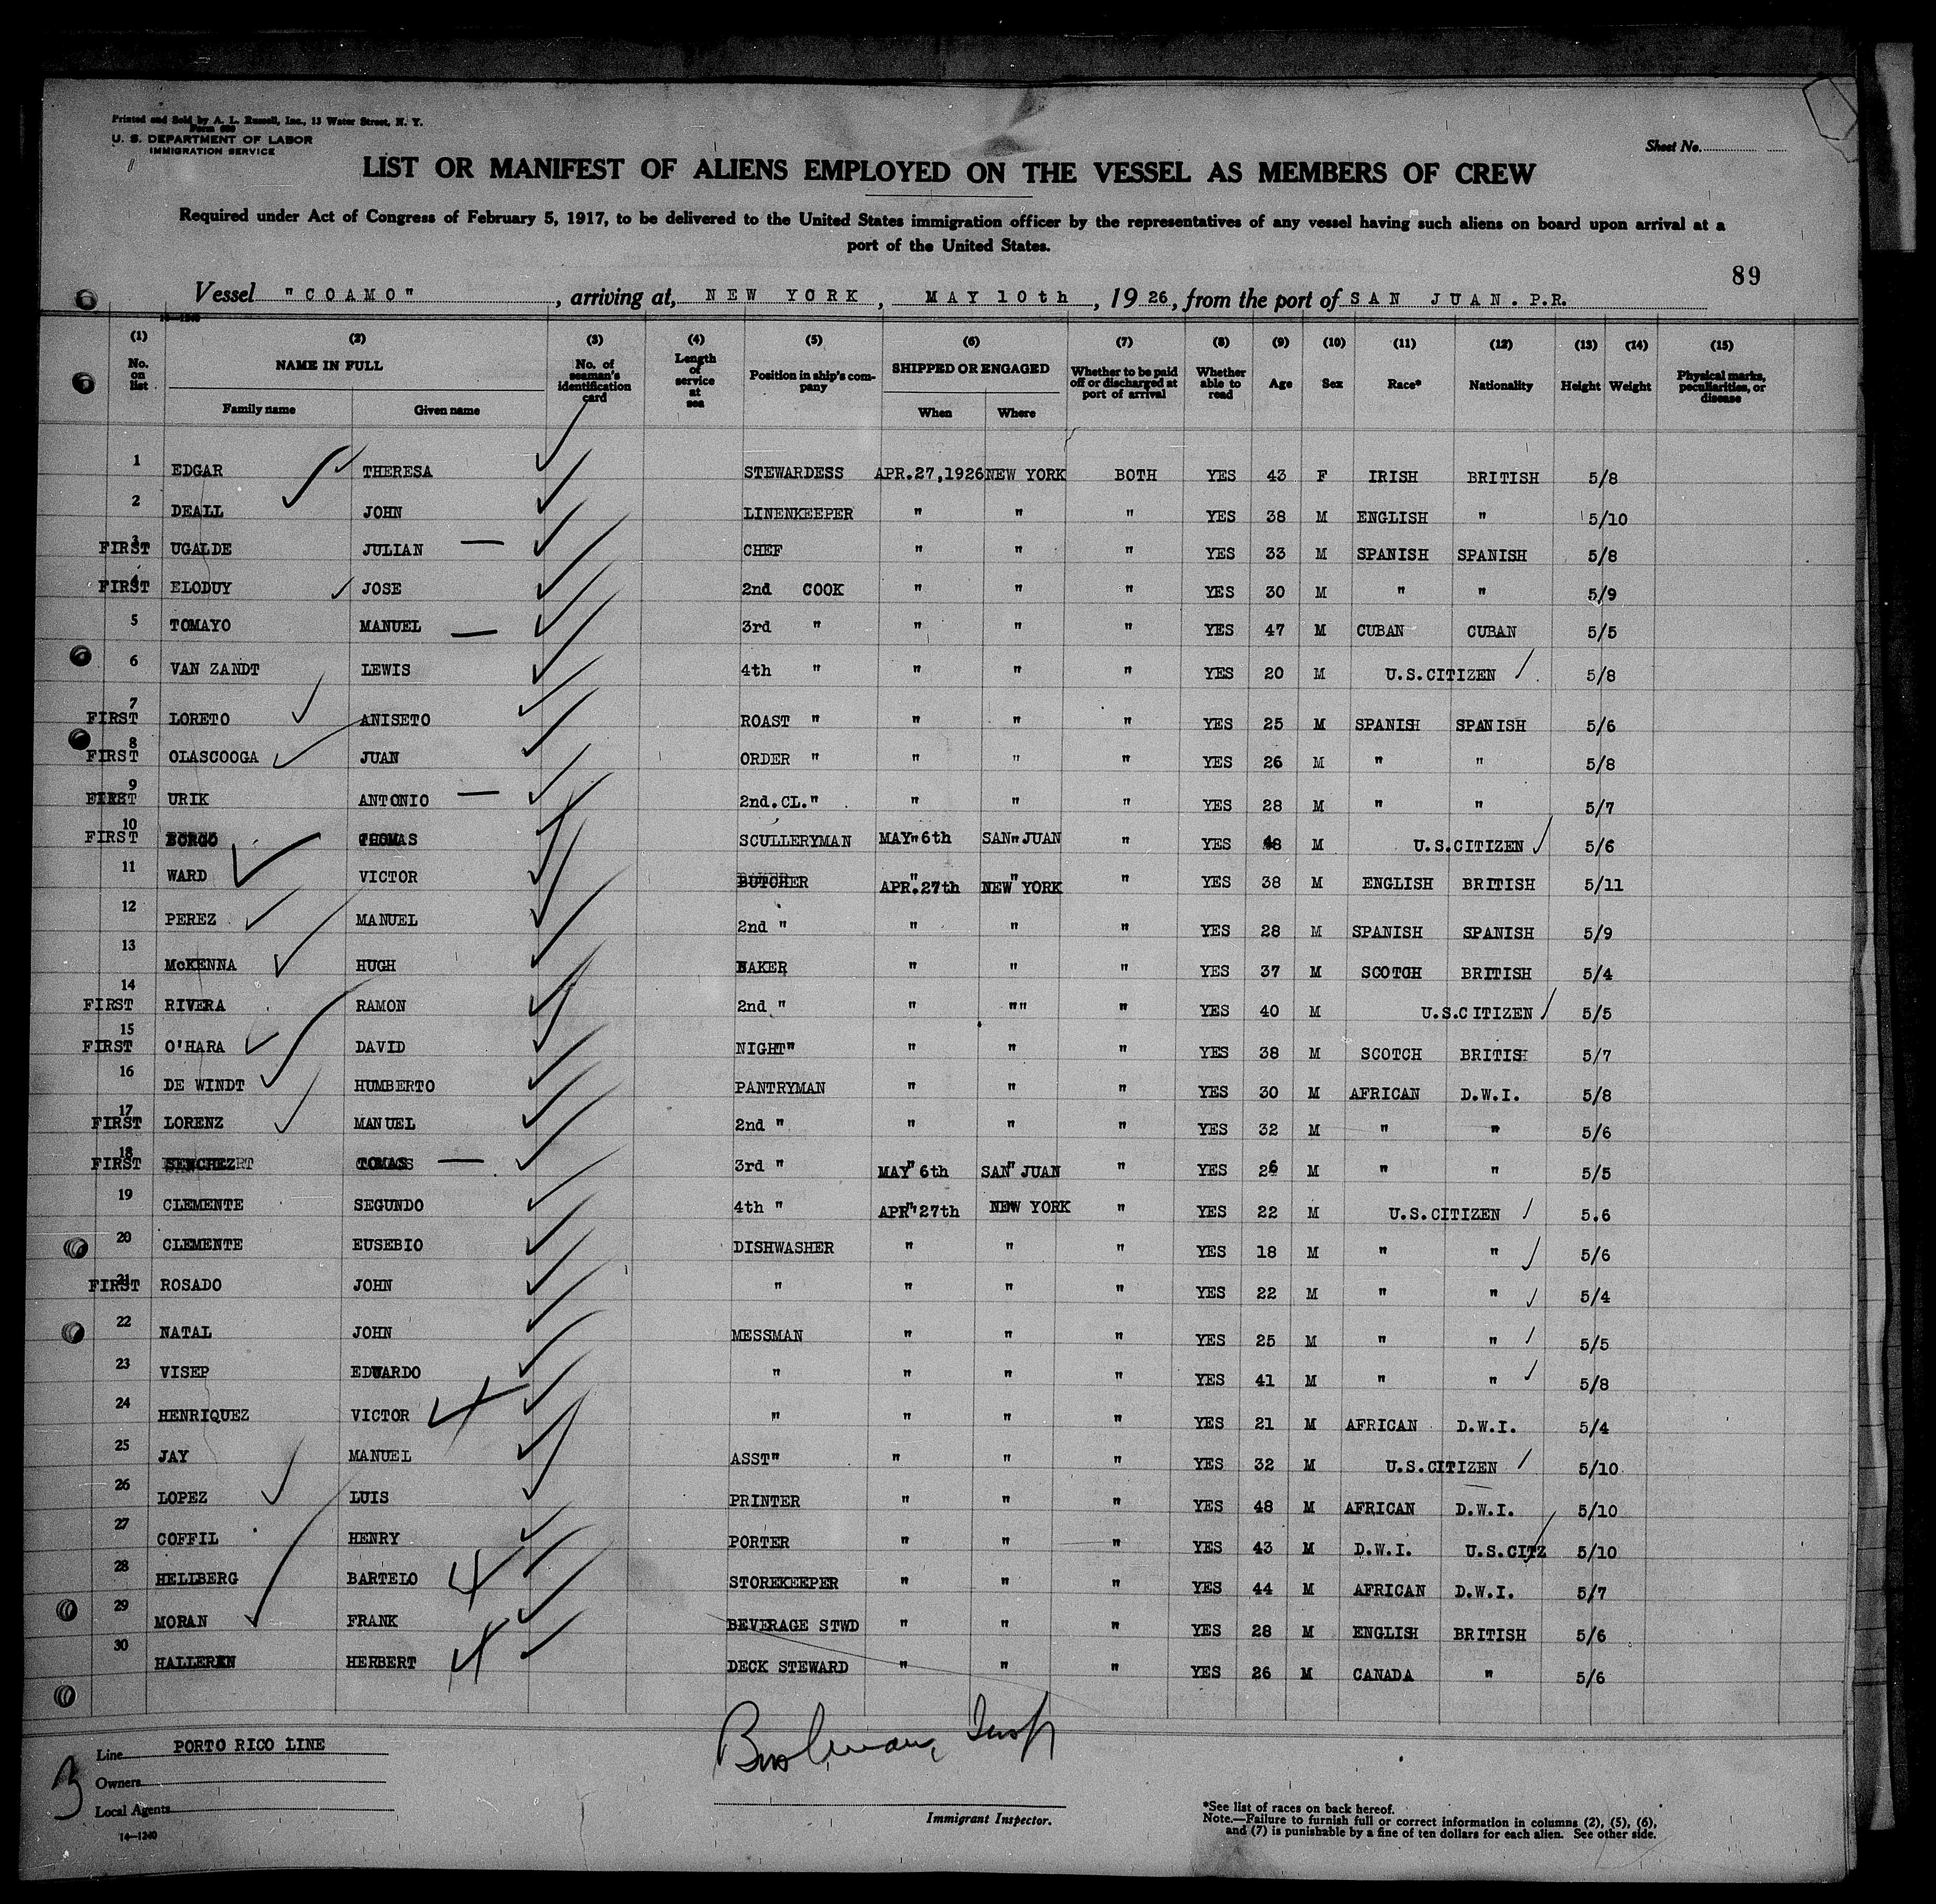 Printed and Sold by A. L. Russell, Inc., 13 Water Street, N. Y.
Form 680
U. S. DEPARTMENT OF LABOR
IMMIGRATION SERVICE
Sheet No.
LIST OR MANIFEST OF ALIENS EMPLOYED ON THE VESSEL AS MEMBERS OF CREW
Required under Act of Congress of February 5, 1917, to be delivered to the United States immigration officer by the representatives of any vessel having such aliens on board upon arrival at a
port of the United States.
89
Vessel "COAMO", arriving at, NEW YORK, MAY 10th, 1926, from the port of SAN JUAN. P.R.
(1) (2) (3) (4) (5) (6) (7) (8) (9) (10) (11) (12) (13) (14) (15)
No. on list NAME IN FULL Family name Given name No. of seaman's identification card Length of service at sea Position in ship's company SHIPPED OR ENGAGED When Where Whether to be paid off or discharged at port of arrival Whether able to read Age Sex Race* Nationality Height Weight Physical marks, peculiarities, or disease
1 EDGAR THERESA STEWARDESS APR.27,1926 NEW YORK BOTH YES 43 F IRISH BRITISH 5/8
2 DEALL JOHN LINENKEEPER " " " YES 38 M ENGLISH " 5/10
3 FIRST UGALDE JULIAN CHEF " " " YES 33 M SPANISH SPANISH 5/8
4 FIRST ELODUY JOSE 2nd COOK " " " YES 30 M " " 5/9
5 TOMAYO MANUEL 3rd " " " " YES 47 M CUBAN CUBAN 5/5
6 VAN ZANDT LEWIS 4th " " " " YES 20 M U.S.CITIZEN 5/8
7 FIRST LORETO ANISETO ROAST " " " " YES 25 M SPANISH SPANISH 5/6
8 FIRST OLASCOOGA JUAN ORDER " " " " YES 26 M " " 5/8
9 FIRST URIK ANTONIO 2nd.CL." " " " YES 28 M " " 5/7
10 FIRST THOMAS SCULLERYMAN MAY 6th SAN JUAN " YES 48 M U.S.CITIZEN 5/6
11 WARD VICTOR BUTCHER APR.27th NEW YORK " YES 38 M ENGLISH BRITISH 5/11
12 PEREZ MANUEL 2nd " " " " YES 28 M SPANISH SPANISH 5/9
13 McKENNA HUGH BAKER " " " YES 37 M SCOTCH BRITISH 5/4
14 FIRST RIVERA RAMON 2nd " " "" " YES 40 M U.S.CITIZEN 5/5
15 FIRST O'HARA DAVID NIGHT" " " " YES 38 M SCOTCH BRITISH 5/7
16 DE WINDT HUMBERTO PANTRYMAN " " " YES 30 M AFRICAN D.W.I. 5/8
17 FIRST LORENZ MANUEL 2nd " " " " YES 32 M " " 5/6
18 FIRST SENCHEZ TOMAS 3rd " MAY 6th SAN JUAN " YES 26 M " " 5/5
19 CLEMENTE SEGUNDO 4th " APR 27th NEW YORK " YES 22 M U.S.CITIZEN 5.6
20 CLEMENTE EUSEBIO DISHWASHER " " " YES 18 M " " 5/6
21 FIRST ROSADO JOHN " " " " YES 22 M " " 5/4
22 NATAL JOHN MESSMAN " " " YES 25 M " " 5/5
23 VISEP EDWARDO " " " " YES 41 M " " 5/8
24 HENRIQUEZ VICTOR " " " " YES 21 M AFRICAN D.W.I. 5/4
25 JAY MANUEL ASST" " " " YES 32 M U.S.CITIZEN 5/10
26 LOPEZ LUIS PRINTER " " " YES 48 M AFRICAN D.W.I. 5/10
27 COFFIL HENRY PORTER " " " YES 43 M D.W.I. U.S.CITZ 5/10
28 HELLBERG BARTELO STOREKEEPER " " " YES 44 M AFRICAN D.W.I. 5/7
29 MORAN FRANK BEVERAGE STWD " " " YES 28 M ENGLISH BRITISH 5/6
30 HALLEREN HERBERT DECK STEWARD " " " YES 26 M CANADA " 5/6
Line PORTO RICO LINE
Owners
Local Agents
3
14—1240
Immigrant Inspector.
*See list of races on back hereof.
Note.—Failure to furnish full or correct information in columns (2), (5), (6),
and (7) is punishable by a fine of ten dollars for each alien. See other side.